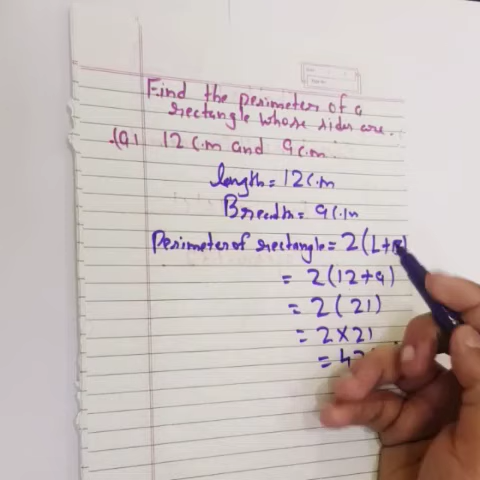 Find the perimeter of a
rectangle whose sides are.
(a) 12 c.m and 9 c.m.
length = 12 c.m
Breadth = 9 c.m
Perimeter of rectangle = 2(L+B)
= 2(12+9)
= 2(21)
= 2×21
= 42